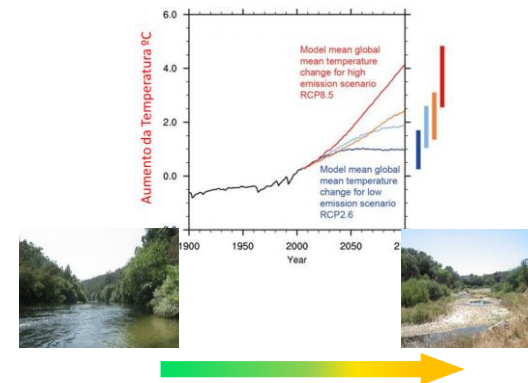 Aumento da Temperatura ºC
6.0
4.0
2.0
0.0
Model mean global
mean temperature
change for high
emission scenario
RCP8.5
Model mean global
mean temperature
change for low
emission scenario
RCP2.6
1900
1950
2000
2050
Year